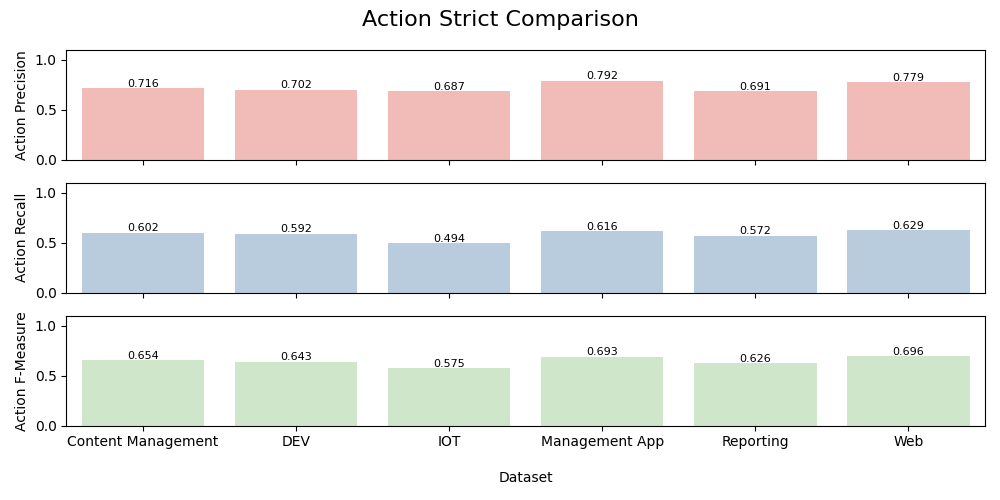 Action Strict Comparison
Action Precision
1.0
0.5
0.0
0.716 0.702 0.687 0.792 0.691 0.779
Action Recall
1.0
0.5
0.0
0.602 0.592 0.494 0.616 0.572 0.629
Action F-Measure
1.0
0.5
0.0
0.654 0.643 0.575 0.693 0.626 0.696
Content Management DEV IOT Management App Reporting Web
Dataset